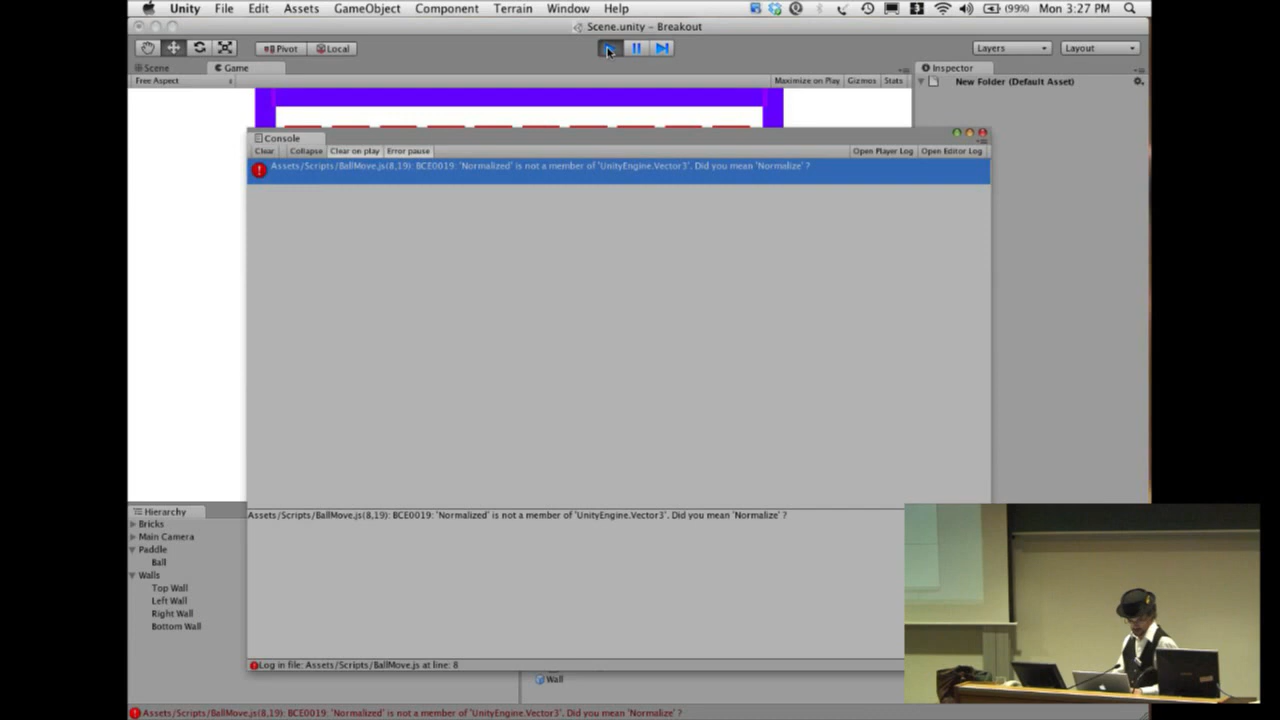 Unity File Edit Assets GameObject Component Terrain Window Help (99%) Mon 3:27 PM
Scene.unity - Breakout
Pivot Local Layers Layout
Scene Game Inspector
Free Aspect Maximize on Play Gizmos Stats New Folder (Default Asset)
Console
Clear Collapse Clear on play Error pause Open Player Log Open Editor Log
Assets/Scripts/BallMove.js(8,19): BCE0019: 'Normalized' is not a member of 'UnityEngine.Vector3'. Did you mean 'Normalize' ?
Assets/Scripts/BallMove.js(8,19): BCE0019: 'Normalized' is not a member of 'UnityEngine.Vector3'. Did you mean 'Normalize' ?
Hierarchy
Bricks
Main Camera
Paddle
Ball
Walls
Top Wall
Left Wall
Right Wall
Bottom Wall
Log in file: Assets/Scripts/BallMove.js at line: 8
Wall
Assets/Scripts/BallMove.js(8,19): BCE0019: 'Normalized' is not a member of 'UnityEngine.Vector3'. Did you mean 'Normalize' ?